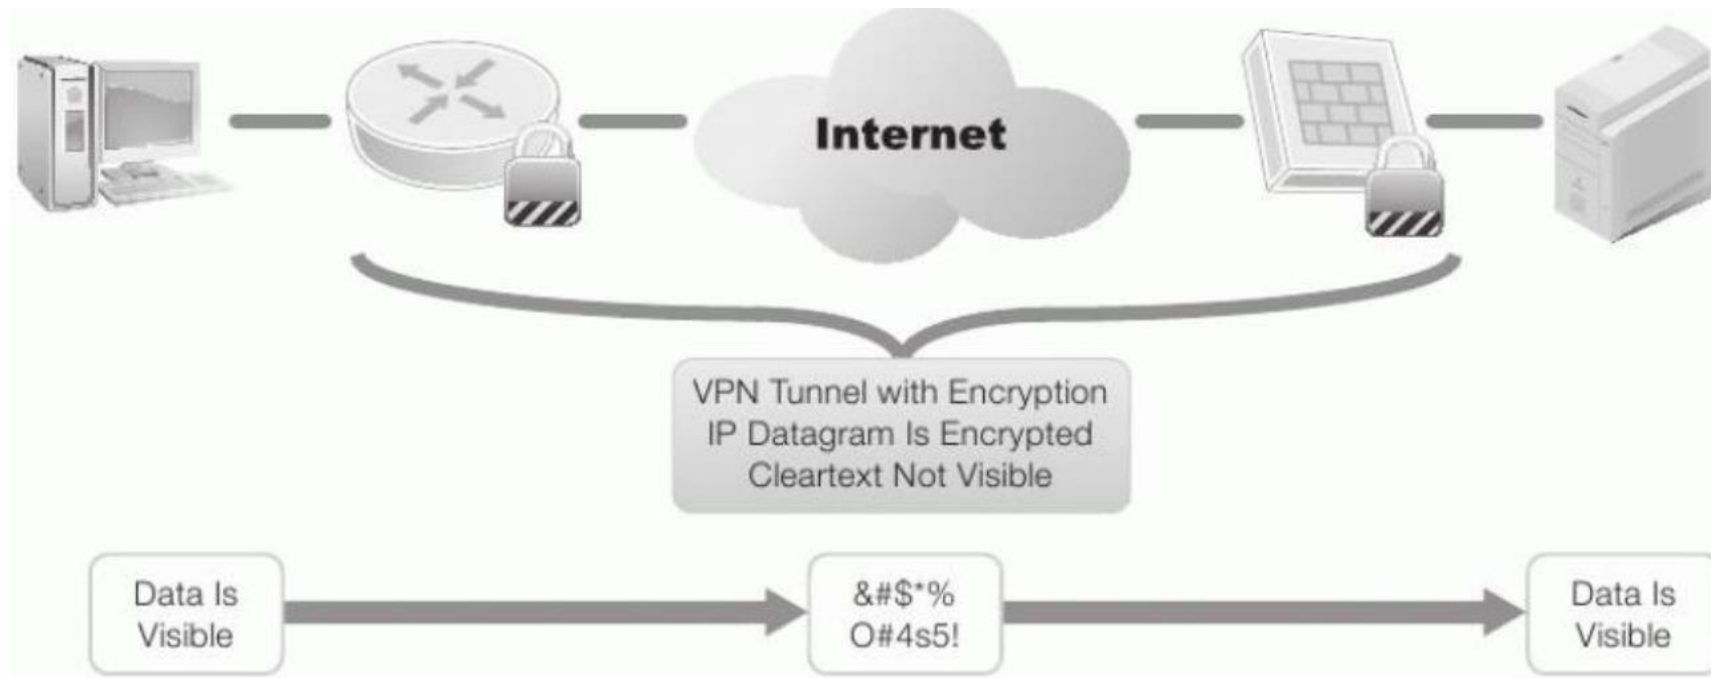 Internet
VPN Tunnel with Encryption
IP Datagram Is Encrypted
Cleartext Not Visible
Data Is
Visible
&#$*%
O#4s5!
Data Is
Visible